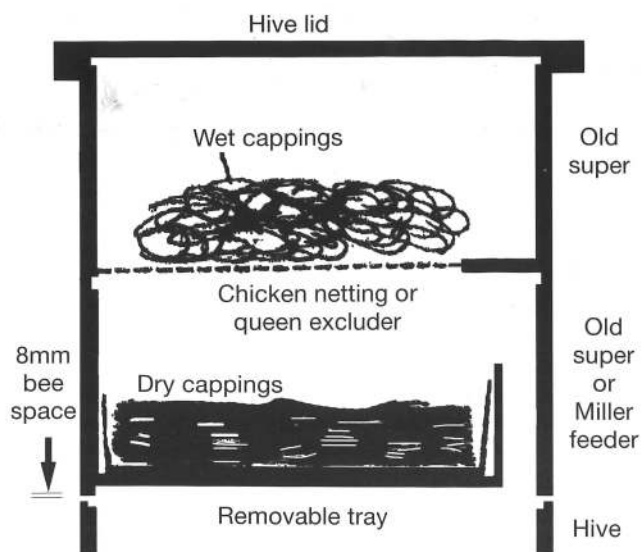 Hive lid
Wet cappings
Old
super
Chicken netting or
queen excluder
8mm
bee
space
Dry cappings
Old
super
or
Miller
feeder
Removable tray
Hive